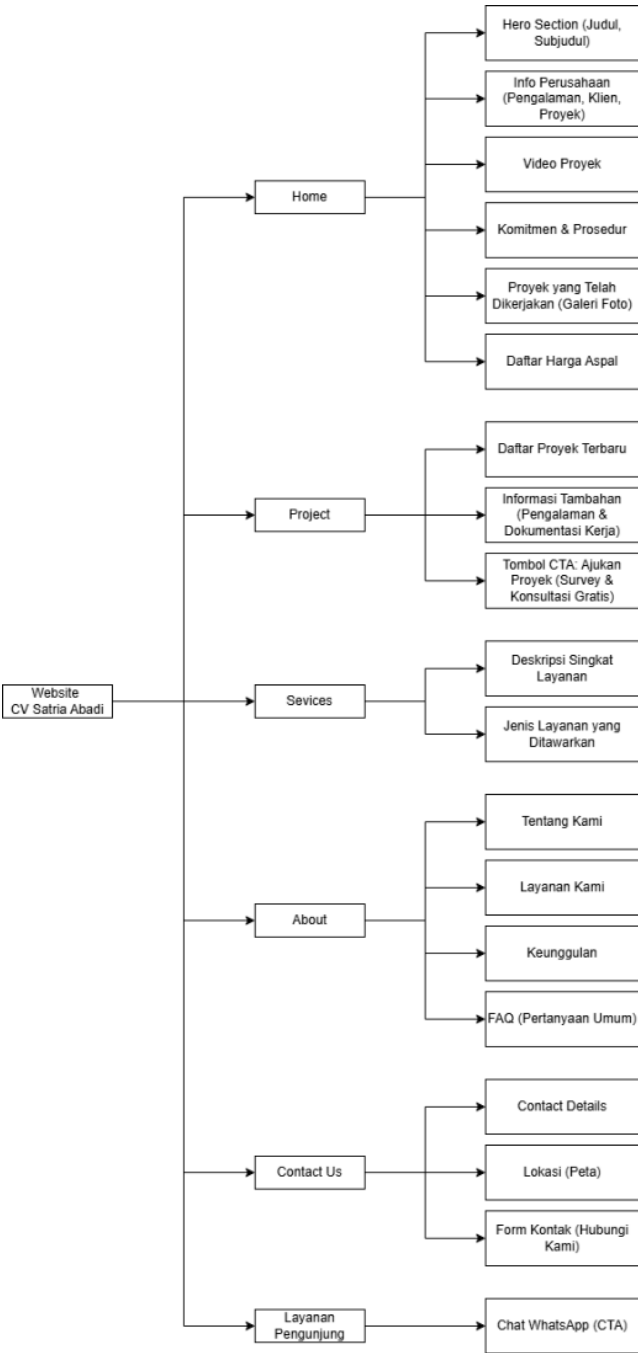 Hero Section (Judul,
Subjudul)
Info Perusahaan
(Pengalaman, Klien,
Proyek)
Video Proyek
Home
Komitmen & Prosedur
Proyek yang Telah
Dikerjakan (Galeri Foto)
Daftar Harga Aspal
Daftar Proyek Terbaru
Project
Informasi Tambahan
(Pengalaman &
Dokumentasi Kerja)
Tombol CTA: Ajukan
Proyek (Survey &
Konsultasi Gratis)
Website
CV Satria Abadi
Sevices
Deskripsi Singkat
Layanan
Jenis Layanan yang
Ditawarkan
Tentang Kami
Layanan Kami
About
Keunggulan
FAQ (Pertanyaan Umum)
Contact Details
Contact Us
Lokasi (Peta)
Form Kontak (Hubungi
Kami)
Layanan
Pengunjung
Chat WhatsApp (CTA)